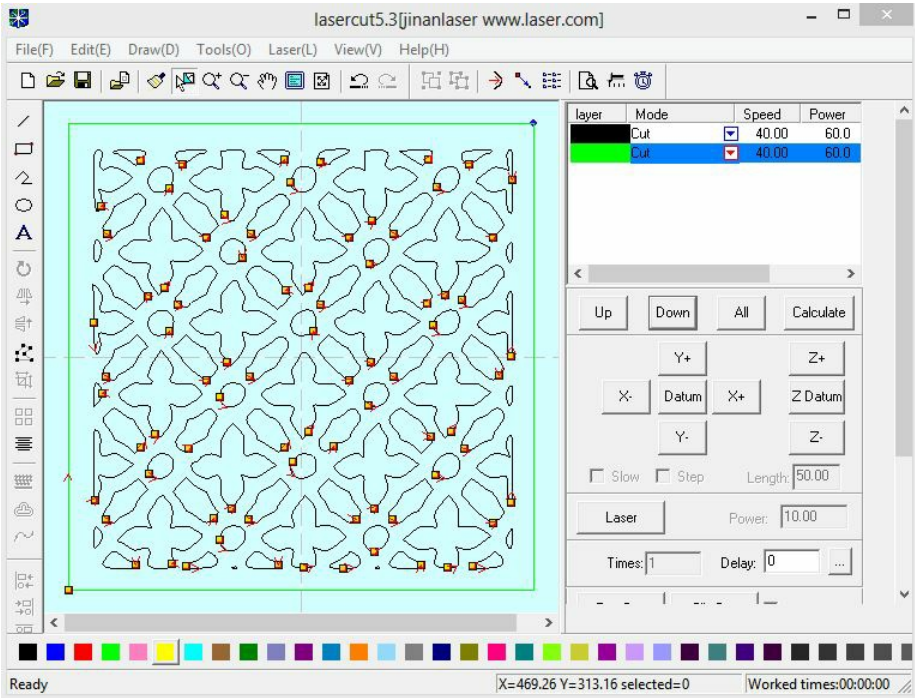 lasercut5.3[jinanlaser www.laser.com]
File(F) Edit(E) Draw(D) Tools(O) Laser(L) View(V) Help(H)
A
layer Mode Speed Power
Cut 40.00 60.0
Cut 40.00 60.0
Up Down All Calculate
Y+ Z+
X- Datum X+ Z Datum
Y- Z-
Slow Step Length: 50.00
Laser Power: 10.00
Times: 1 Delay: 0 ...
Ready X=469.26 Y=313.16 selected=0 Worked times:00:00:00